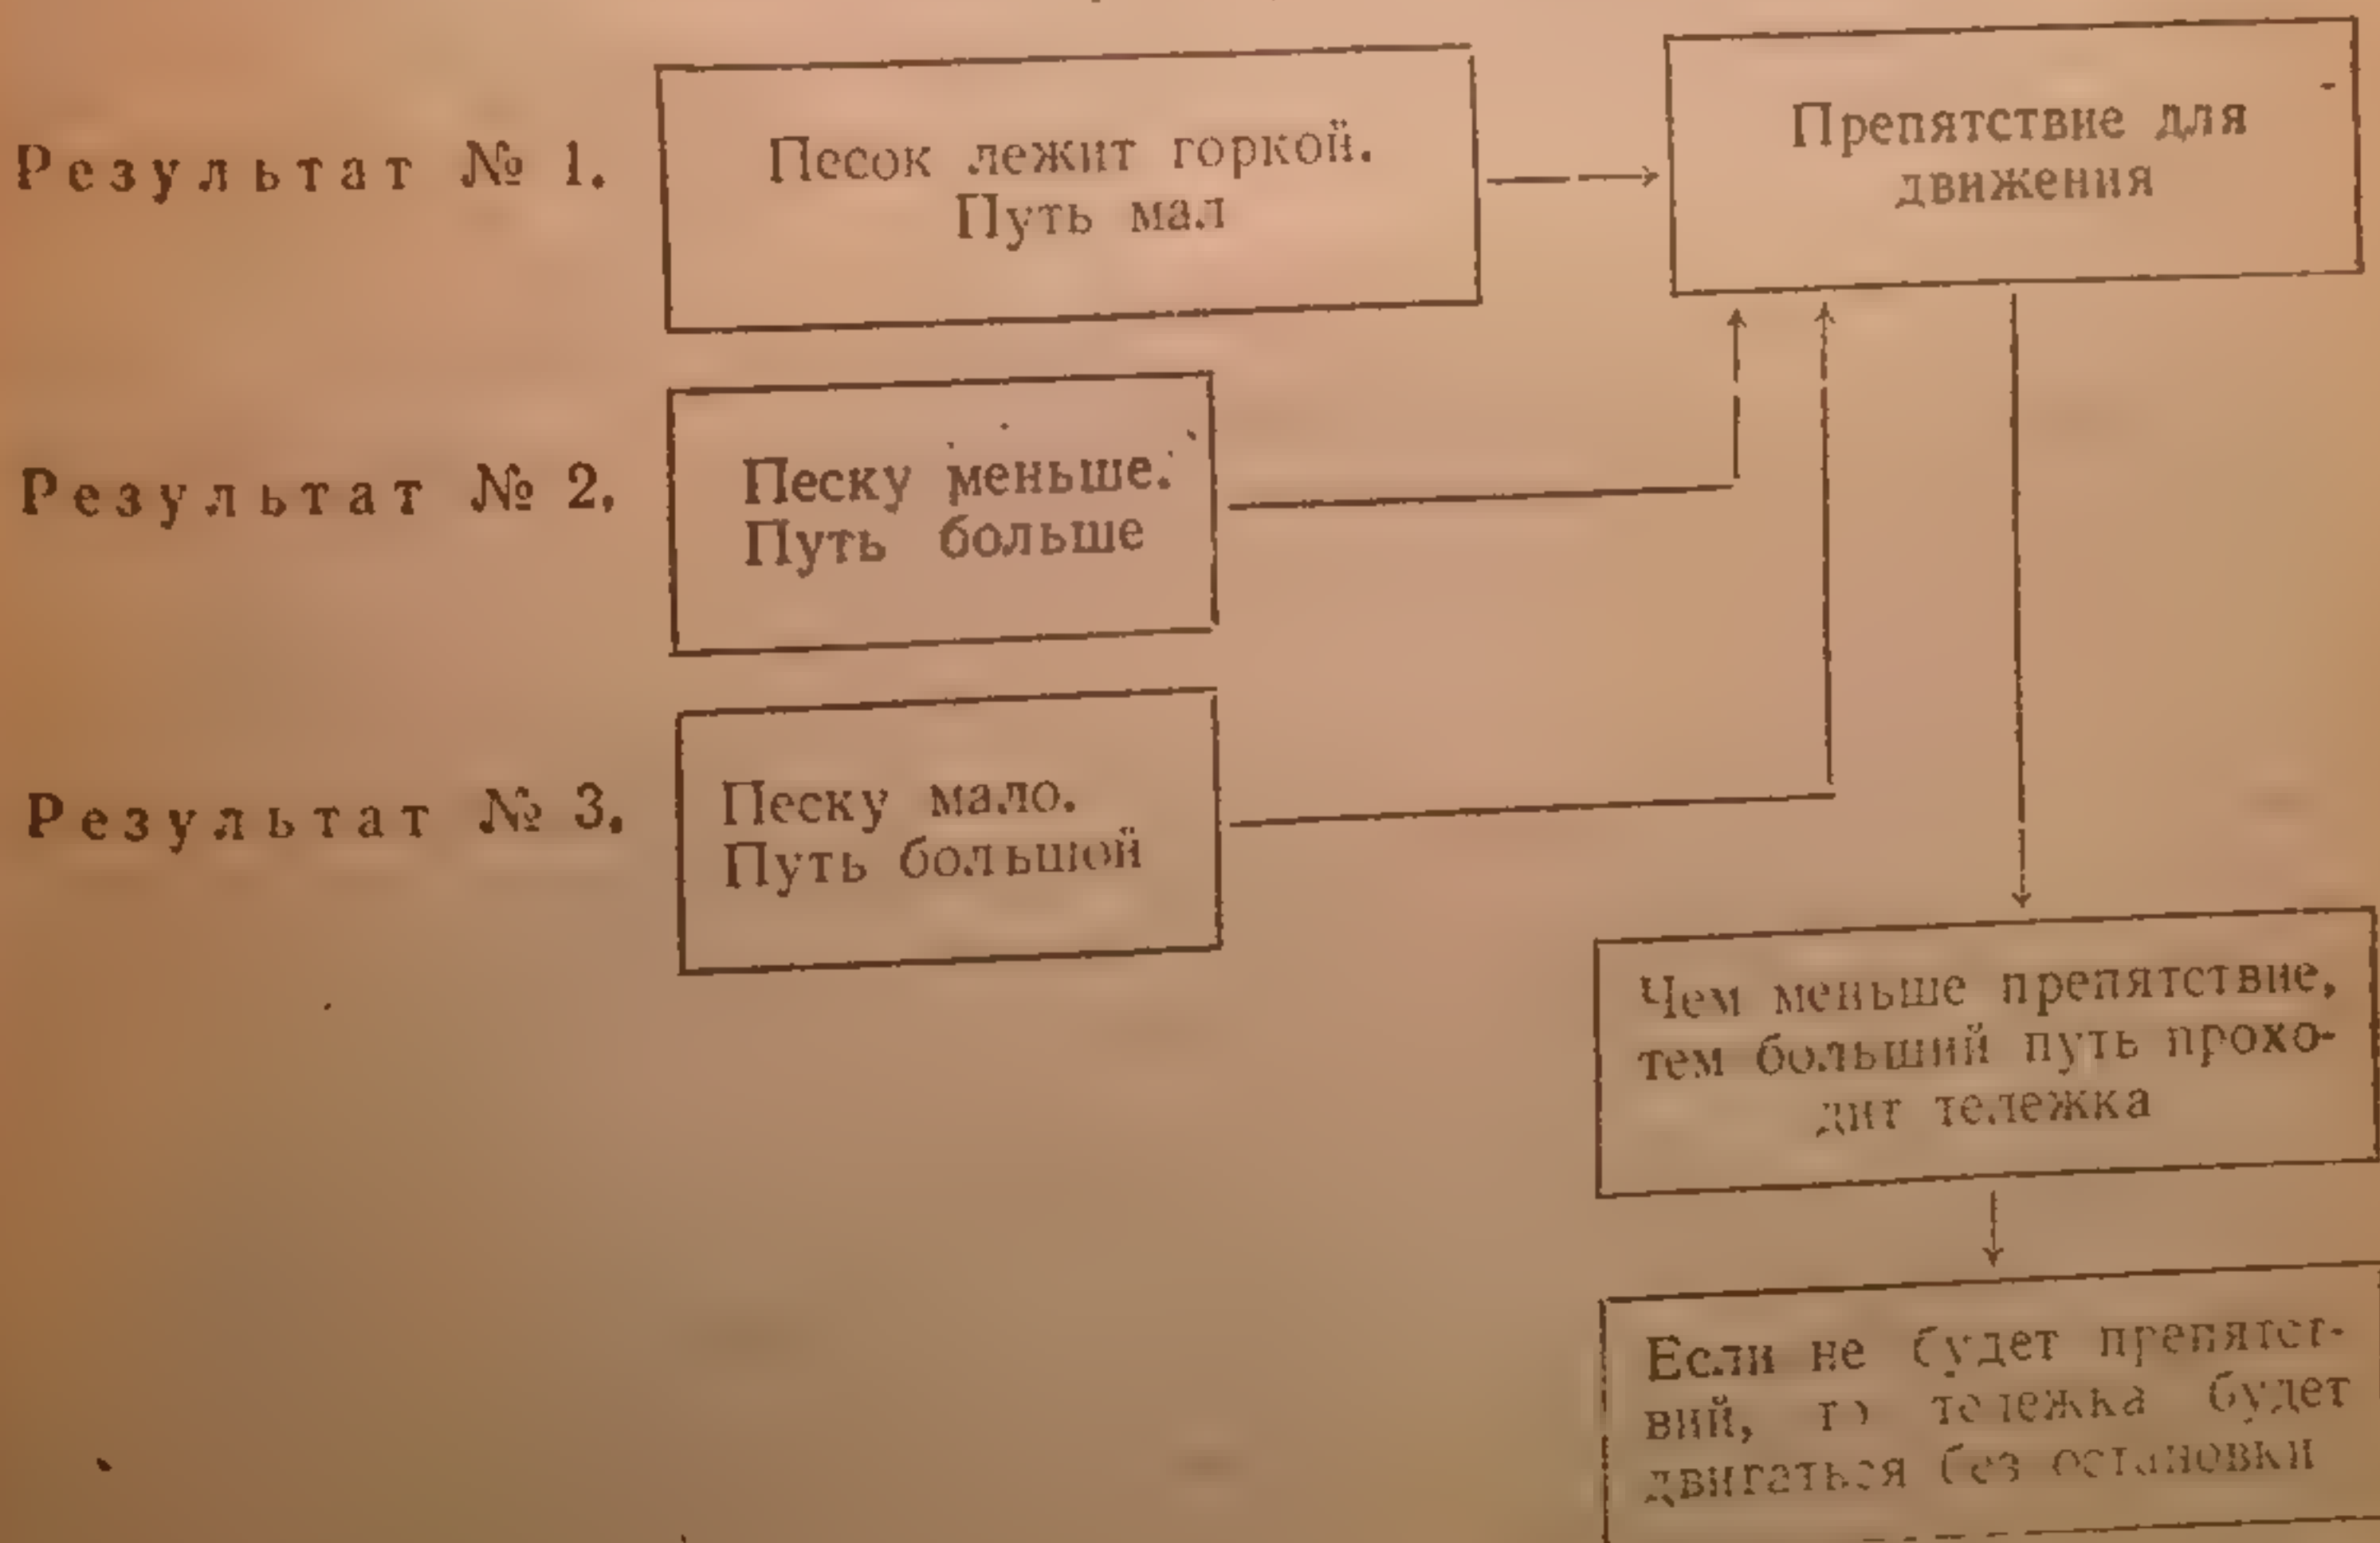 Результат № 1.
Песок лежит горкой.
Путь мал
Препятствие для
движения
Результат № 2.
Песку меньше.
Путь больше
Результат № 3.
Песку мало.
Путь большой
Чем меньше препятствие,
тем больший путь прохо-
дит тележка
Если не будет препятст-
вий, то тележка будет
двигаться без остановки